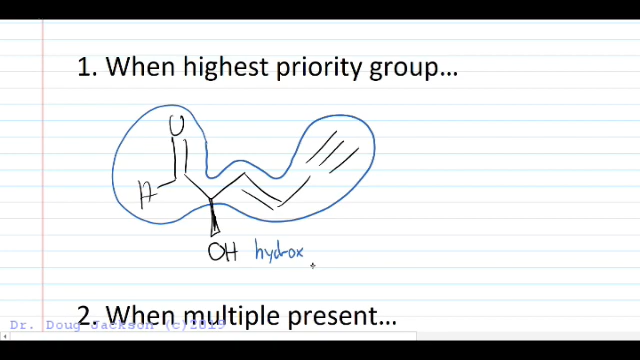 1. When highest priority group...
O
H
OH hydrox
2. When multiple present...
Dr. Doug Jackson (c)2019